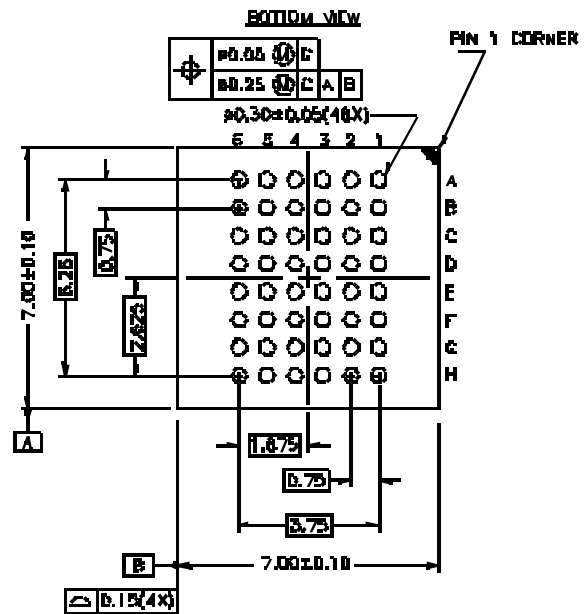 BOTTOM VIEW
PIN 1 CORNER
ø0.05 Ⓜ C
ø0.25 Ⓜ C A B
ø0.30±0.05(48X)
6 5 4 3 2 1
A
B
C
D
E
F
G
H
7.00±0.10
5.25
0.75
2.625
A
1.875
0.75
3.75
B
7.00±0.10
0.15(4X)